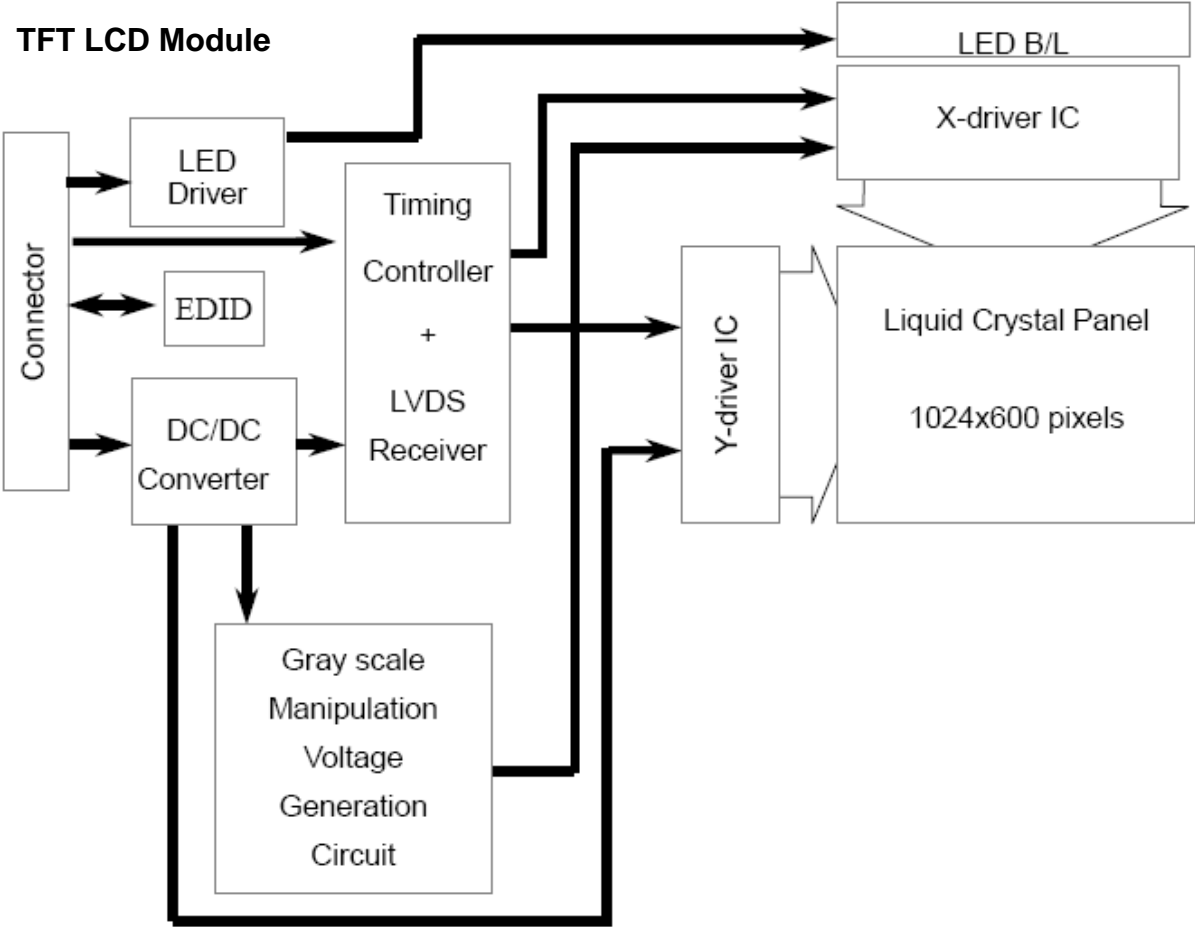 TFT LCD Module
LED B/L
X-driver IC
LED
Driver
Timing
Controller
+
LVDS
Receiver
Connector
EDID
DC/DC
Converter
Y-driver IC
Liquid Crystal Panel
1024x600 pixels
Gray scale
Manipulation
Voltage
Generation
Circuit